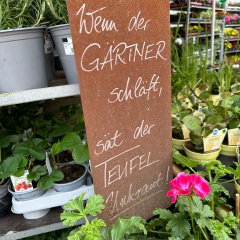 Wenn der
GÄRTNER
schläft,
sät der
TEUFEL
Unkraut!